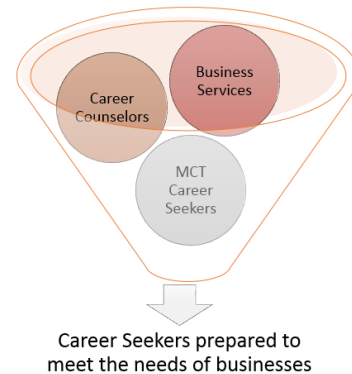 Business
Services
Career
Counselors
MCT
Career
Seekers
Career Seekers prepared to
meet the needs of businesses